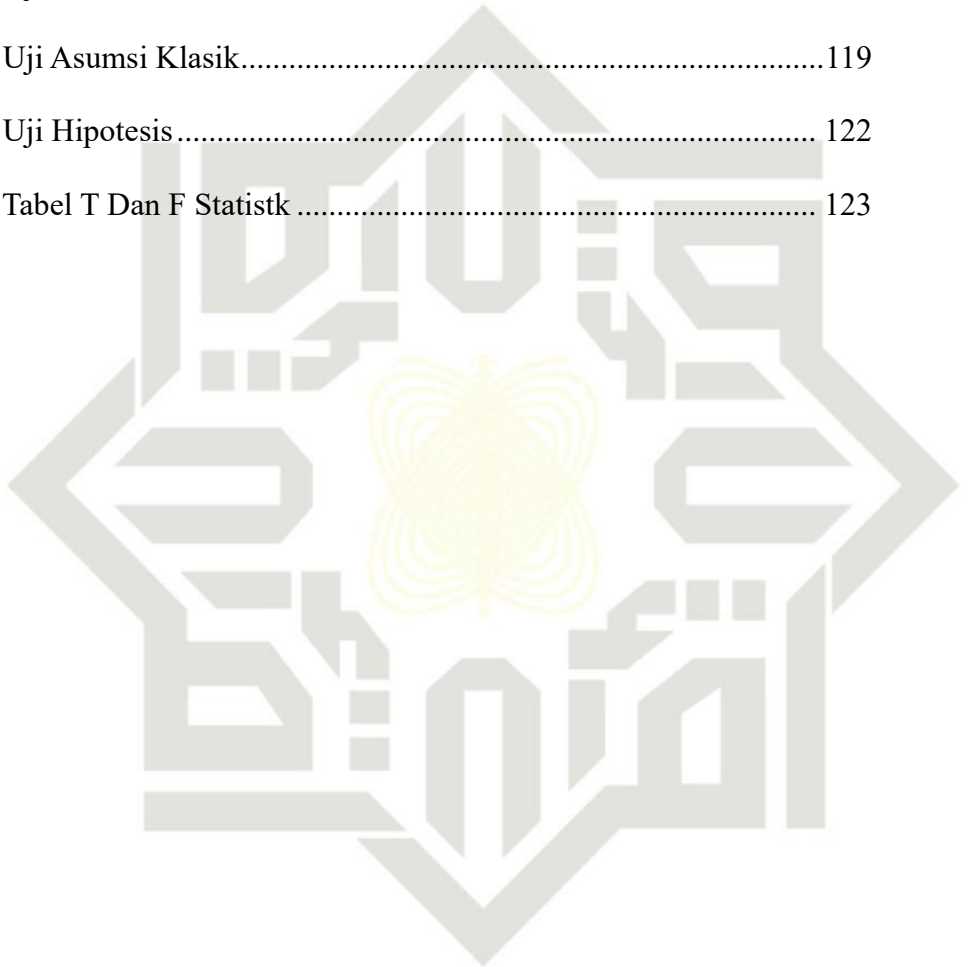 Uji Asumsi Klasik........................................................................119
Uji Hipotesis............................................................................... 122
Tabel T Dan F Statistk................................................................ 123